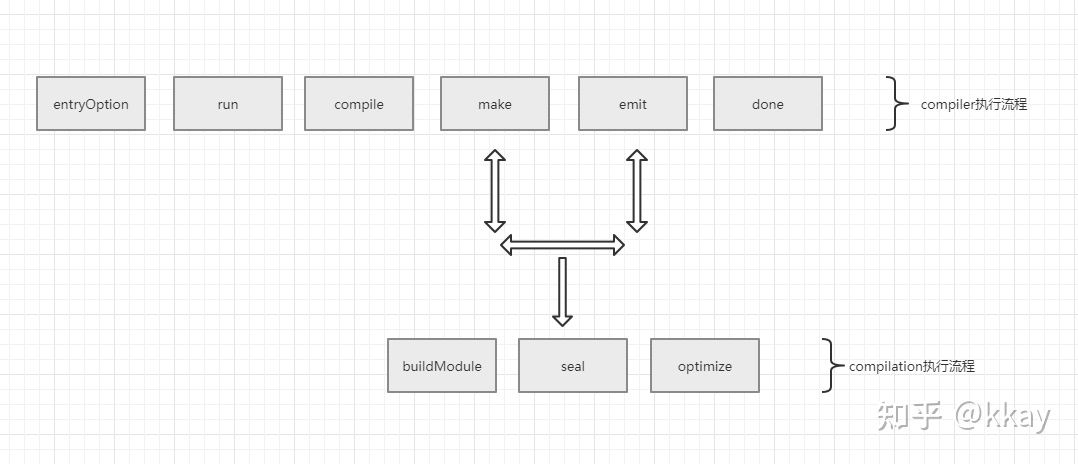 entryOption
run
compile
make
emit
done
compiler执行流程
buildModule
seal
optimize
compilation执行流程
知乎 @kkay